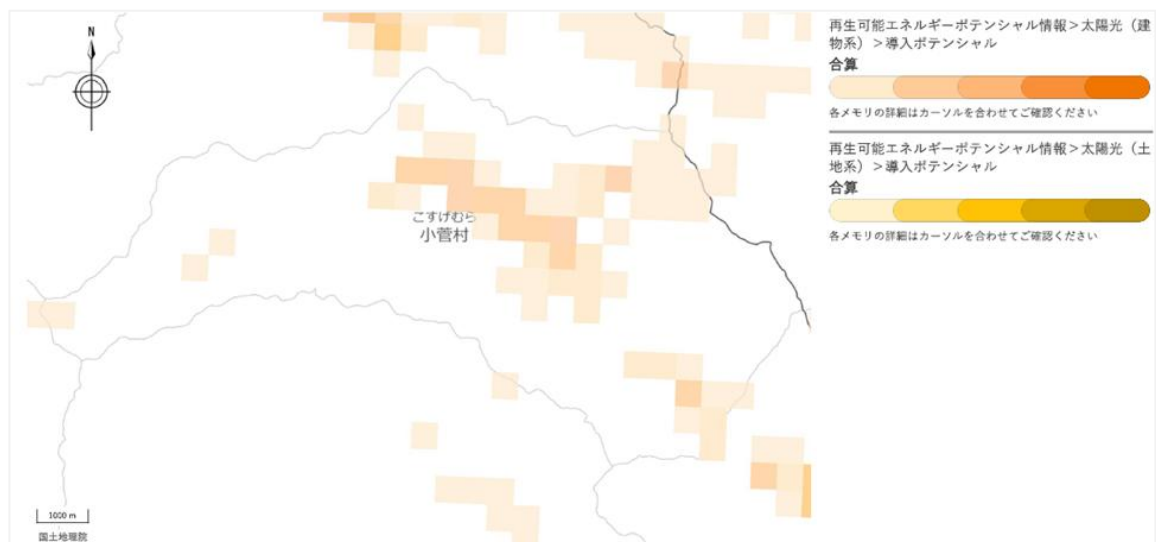 N
再生可能エネルギーポテンシャル情報＞太陽光（建
物系）＞導入ポテンシャル
合算
各メモリの詳細はカーソルを合わせてご確認ください
再生可能エネルギーポテンシャル情報＞太陽光（土
地系）＞導入ポテンシャル
合算
各メモリの詳細はカーソルを合わせてご確認ください
こすげむら
小菅村
1000 m
国土地理院